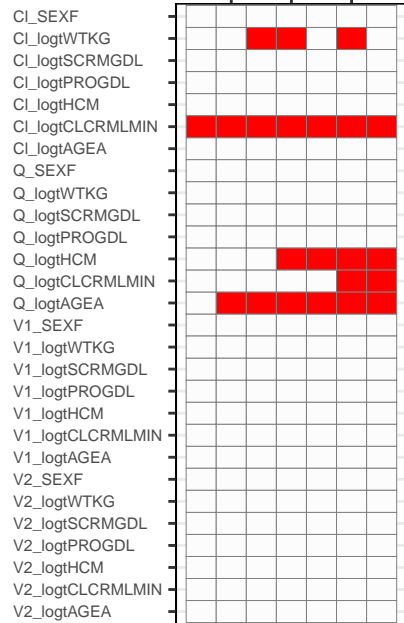 Cl_SEXF
Cl_logtWTKG
Cl_logtSCRMGDL
Cl_logtPROGDL
Cl_logtHCM
Cl_logtCLCRMLMIN
Cl_logtAGEA
Q_SEXF
Q_logtWTKG
Q_logtSCRMGDL
Q_logtPROGDL
Q_logtHCM
Q_logtCLCRMLMIN
Q_logtAGEA
V1_SEXF
V1_logtWTKG
V1_logtSCRMGDL
V1_logtPROGDL
V1_logtHCM
V1_logtCLCRMLMIN
V1_logtAGEA
V2_SEXF
V2_logtWTKG
V2_logtSCRMGDL
V2_logtPROGDL
V2_logtHCM
V2_logtCLCRMLMIN
V2_logtAGEA